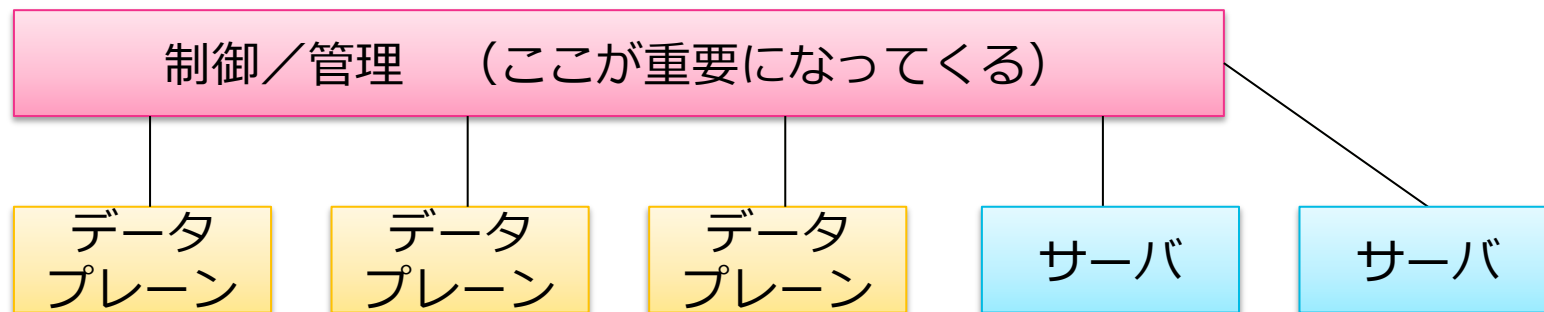 制御／管理　（ここが重要になってくる）
データ
プレーン
データ
プレーン
データ
プレーン
サーバ
サーバ